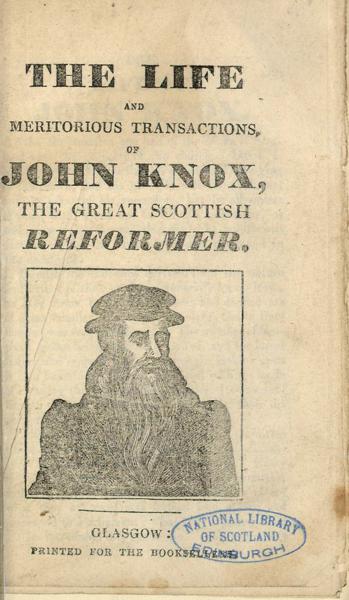 THE LIFE
AND
MERITORIOUS TRANSACTIONS,
OF
JOHN KNOX,
THE GREAT SCOTTISH
REFORMER.
GLASGOW:
PRINTED FOR THE BOOKSELLERS.
NATIONAL LIBRARY
OF SCOTLAND
EDINBURGH